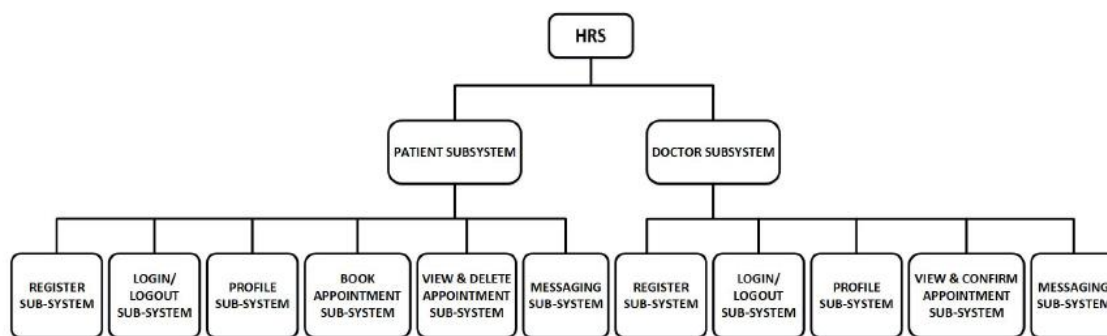 HRS
PATIENT SUBSYSTEM
DOCTOR SUBSYSTEM
REGISTER
SUB-SYSTEM
LOGIN/
LOGOUT
SUB-SYSTEM
PROFILE
SUB-SYSTEM
BOOK
APPOINTMENT
SUB-SYSTEM
VIEW & DELETE
APPOINTMENT
SUB-SYSTEM
MESSAGING
SUB-SYSTEM
REGISTER
SUB-SYSTEM
LOGIN/
LOGOUT
SUB-SYSTEM
PROFILE
SUB-SYSTEM
VIEW & CONFIRM
APPOINTMENT
SUB-SYSTEM
MESSAGING
SUB-SYSTEM